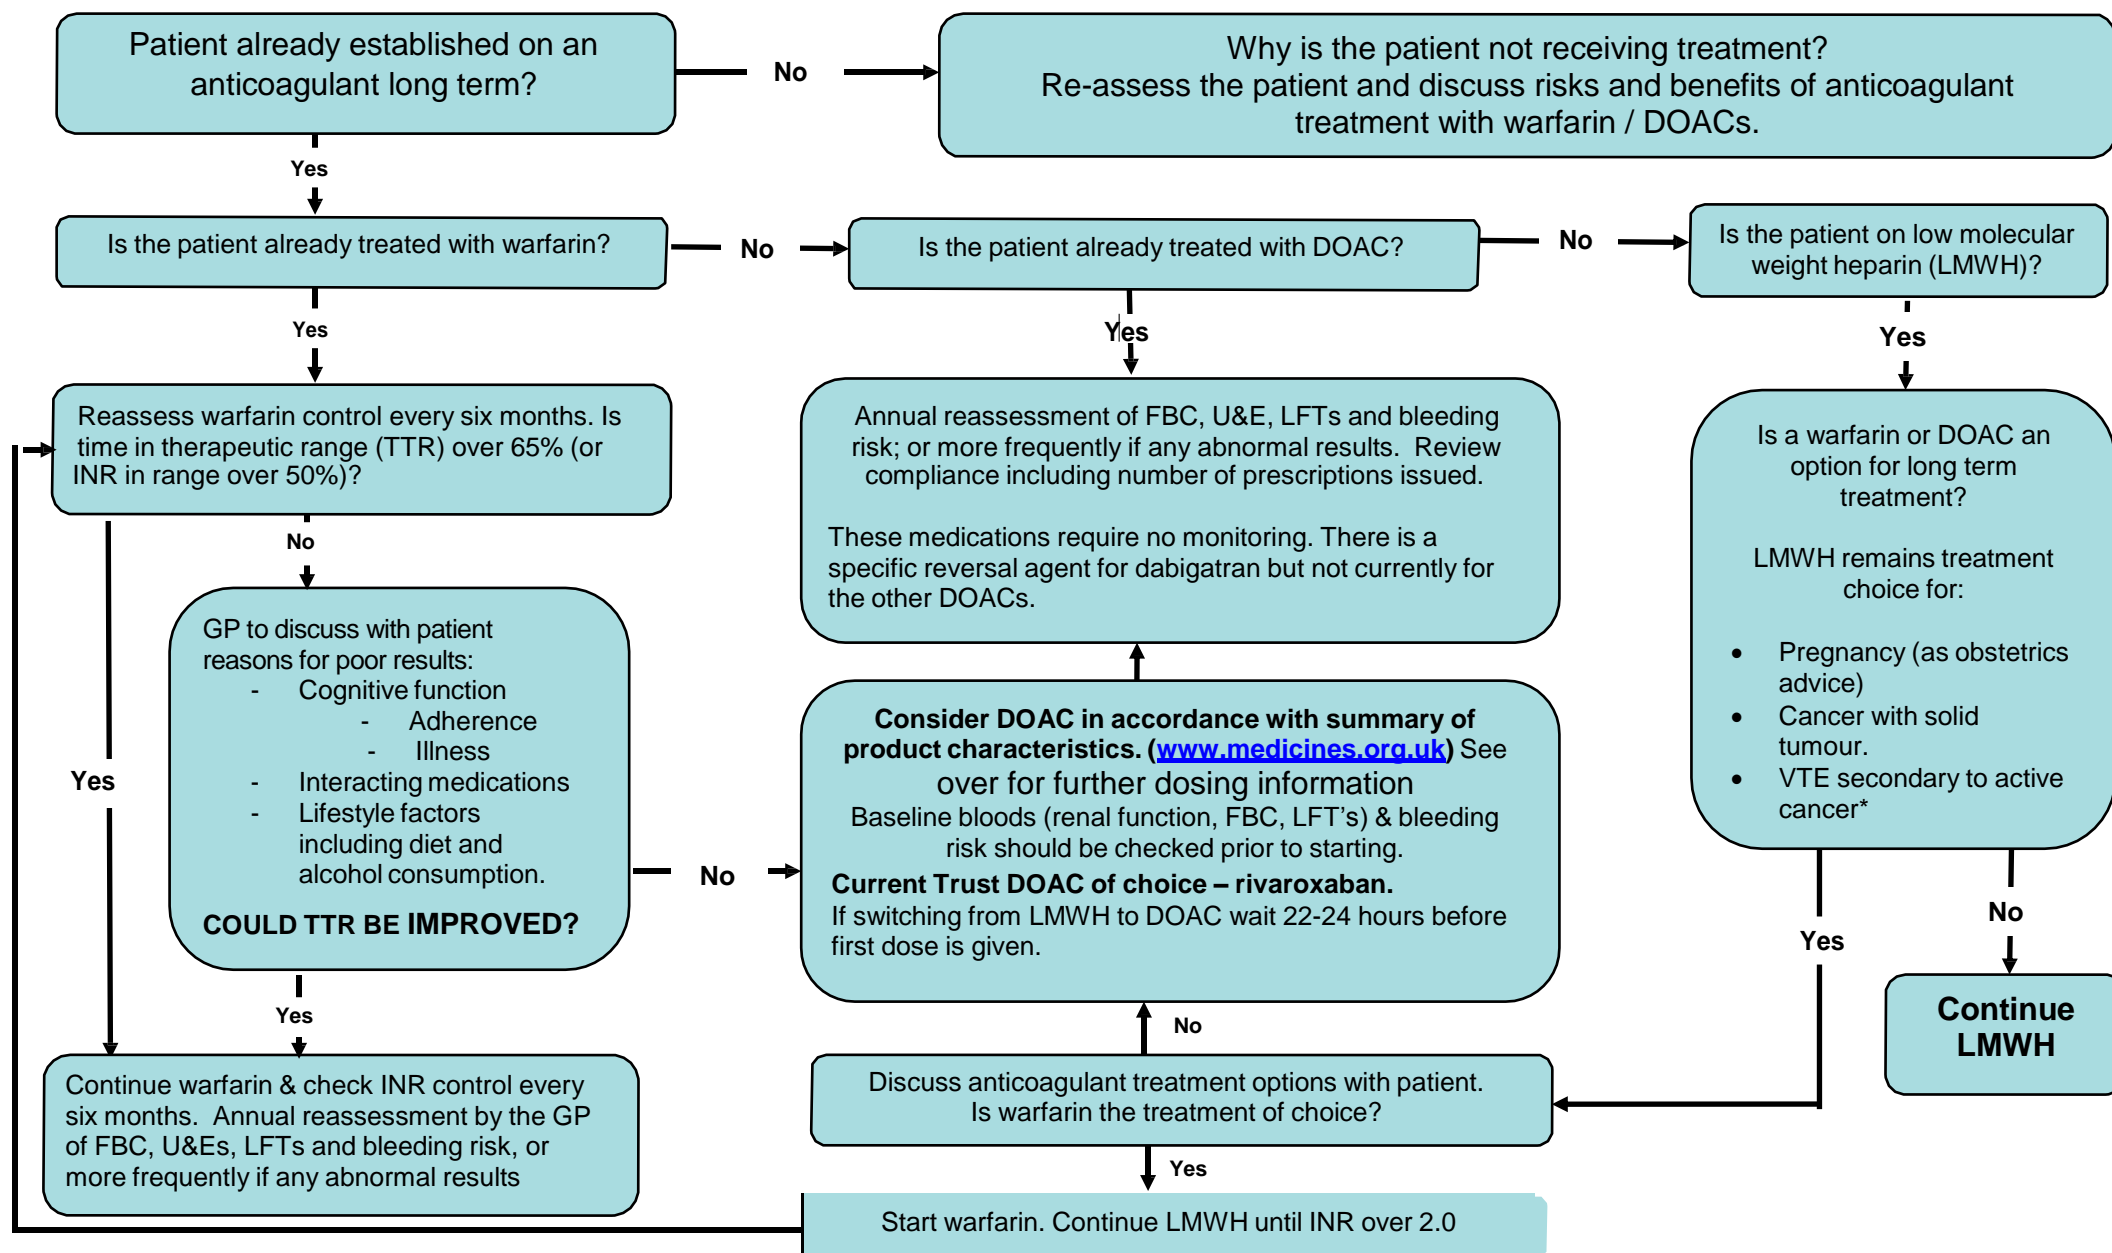 Patient already established on an
anticoagulant long term?
No
Why is the patient not receiving treatment?
Re-assess the patient and discuss risks and benefits of anticoagulant
treatment with warfarin / DOACs.
Yes
Is the patient already treated with warfarin?
No
Is the patient already treated with DOAC?
No
Is the patient on low molecular
weight heparin (LMWH)?
Yes
Yes
Yes
Reassess warfarin control every six months. Is
time in therapeutic range (TTR) over 65% (or
INR in range over 50%)?
Annual reassessment of FBC, U&E, LFTs and bleeding
risk; or more frequently if any abnormal results. Review
compliance including number of prescriptions issued.
These medications require no monitoring. There is a
specific reversal agent for dabigatran but not currently for
the other DOACs.
Is a warfarin or DOAC an
option for long term
treatment?
LMWH remains treatment
choice for:
• Pregnancy (as obstetrics
advice)
• Cancer with solid
tumour.
• VTE secondary to active
cancer*
No
Yes
GP to discuss with patient
reasons for poor results:
- Cognitive function
- Adherence
- Illness
- Interacting medications
- Lifestyle factors
including diet and
alcohol consumption.
COULD TTR BE IMPROVED?
No
Consider DOAC in accordance with summary of
product characteristics. (www.medicines.org.uk) See
over for further dosing information
Baseline bloods (renal function, FBC, LFT’s) & bleeding
risk should be checked prior to starting.
Current Trust DOAC of choice – rivaroxaban.
If switching from LMWH to DOAC wait 22-24 hours before
first dose is given.
Yes
No
Continue
LMWH
Yes
No
Continue warfarin & check INR control every
six months. Annual reassessment by the GP
of FBC, U&Es, LFTs and bleeding risk, or
more frequently if any abnormal results
Discuss anticoagulant treatment options with patient.
Is warfarin the treatment of choice?
Yes
Start warfarin. Continue LMWH until INR over 2.0